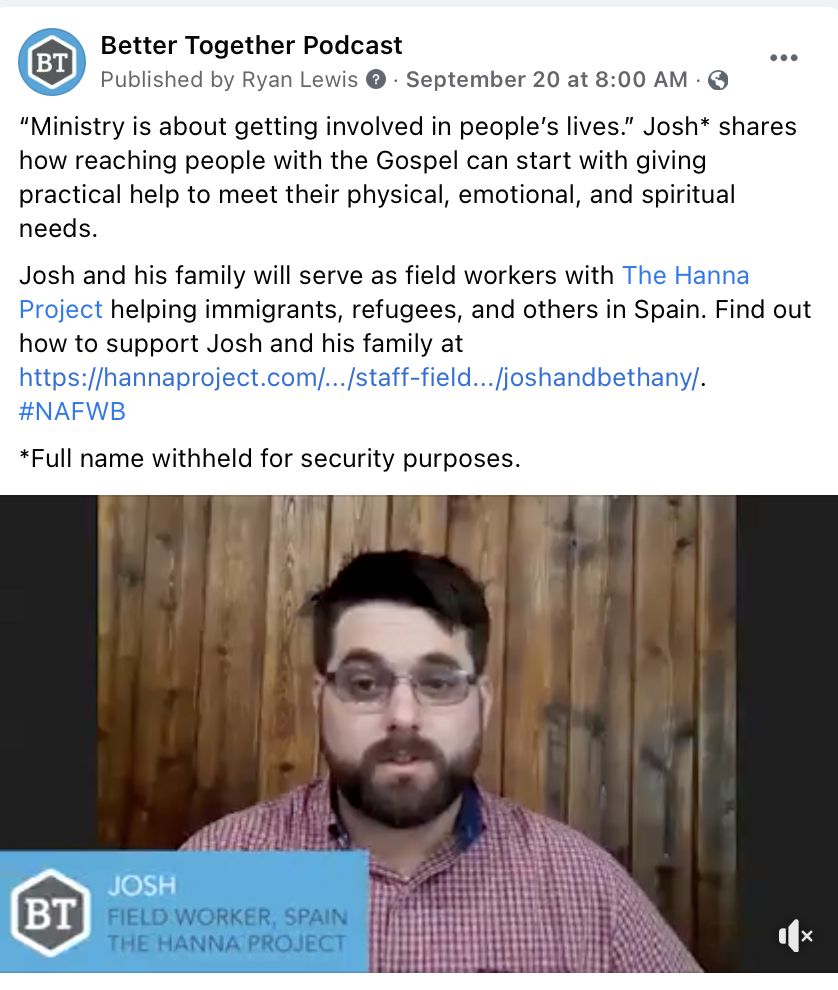 BT
Better Together Podcast
Published by Ryan Lewis ? · September 20 at 8:00 AM ·
“Ministry is about getting involved in people’s lives.” Josh* shares
how reaching people with the Gospel can start with giving
practical help to meet their physical, emotional, and spiritual
needs.
Josh and his family will serve as field workers with The Hanna
Project helping immigrants, refugees, and others in Spain. Find out
how to support Josh and his family at
https://hannaproject.com/.../staff-field.../joshandbethany/.
#NAFWB
*Full name withheld for security purposes.
BT
JOSH
FIELD WORKER, SPAIN
THE HANNA PROJECT